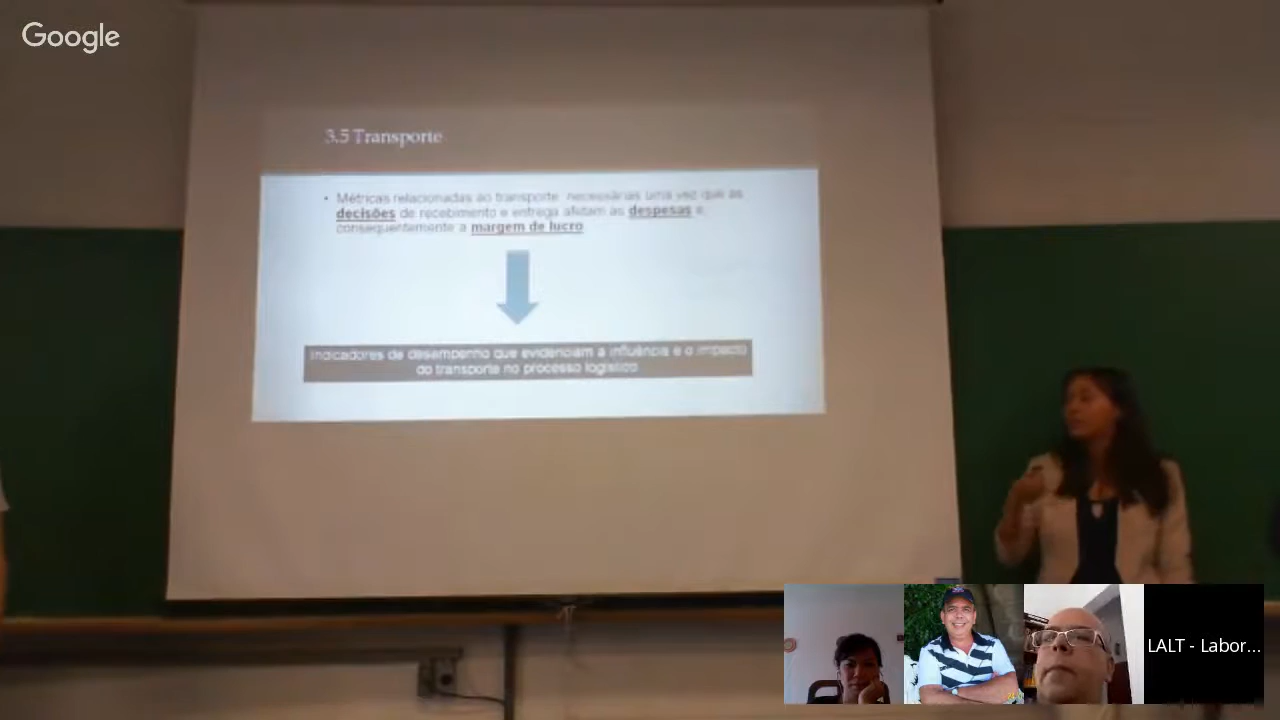 Google
3.5 Transporte
• Métricas relacionadas ao transporte necessárias uma vez que as
decisões de recebimento e entrega afetam as despesas e,
consequentemente a margem de lucro
Indicadores de desempenho que evidenciam a influência e o impacto
do transporte no processo logístico
LALT - Labor...